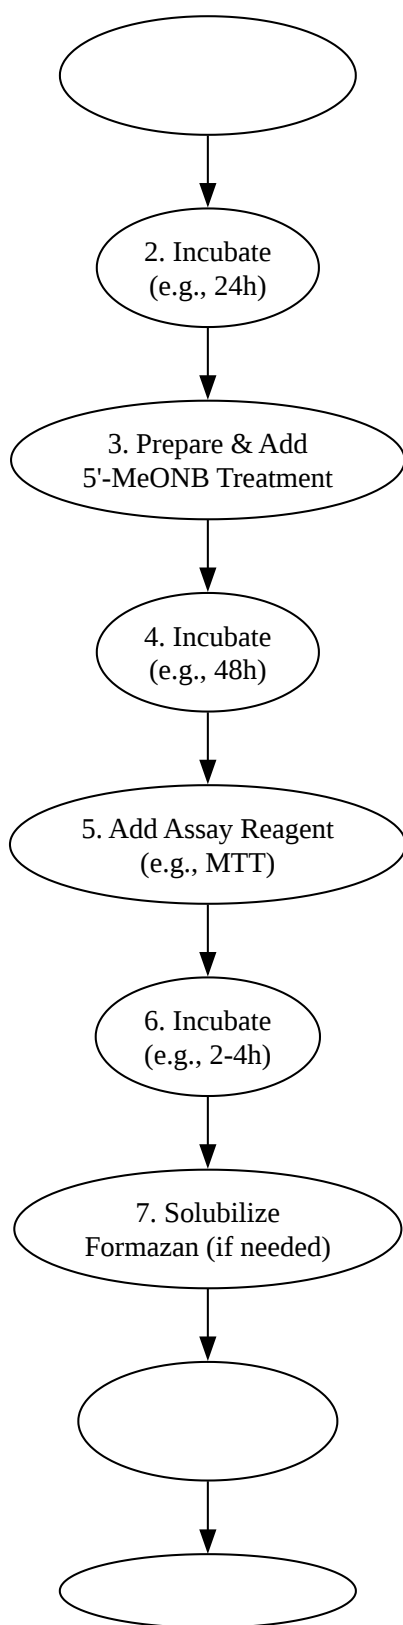 2. Incubate
(e.g., 24h)
3. Prepare & Add
5'-MeONB Treatment
4. Incubate
(e.g., 48h)
5. Add Assay Reagent
(e.g., MTT)
6. Incubate
(e.g., 2-4h)
7. Solubilize
Formazan (if needed)